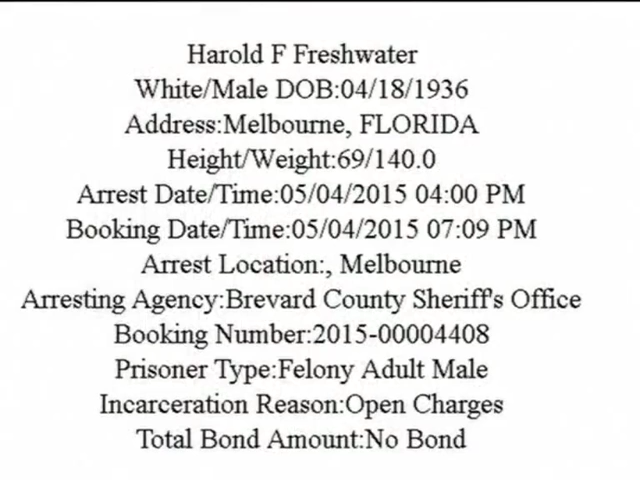 Harold F Freshwater
White/Male DOB:04/18/1936
Address:Melbourne, FLORIDA
Height/Weight:69/140.0
Arrest Date/Time:05/04/2015 04:00 PM
Booking Date/Time:05/04/2015 07:09 PM
Arrest Location:, Melbourne
Arresting Agency:Brevard County Sheriff's Office
Booking Number:2015-00004408
Prisoner Type:Felony Adult Male
Incarceration Reason:Open Charges
Total Bond Amount:No Bond